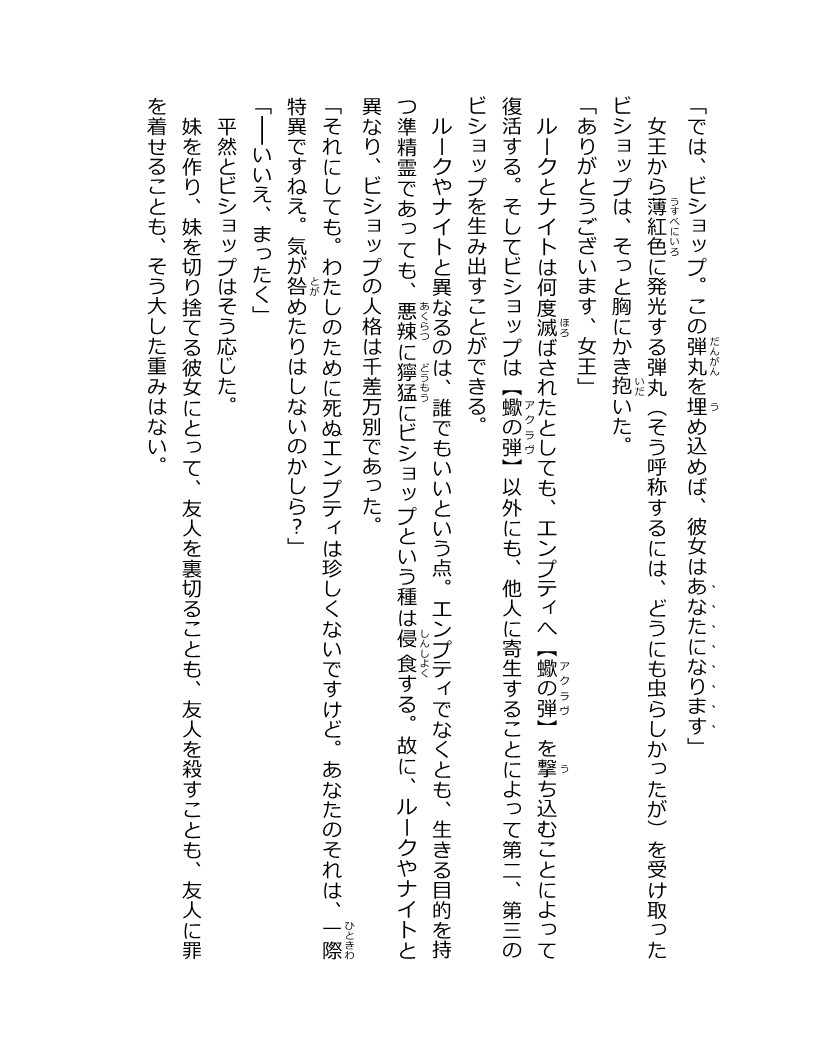 「では、ビショップ。この弾丸を埋め込めば、彼女はあなたになります」
女王から薄紅色に発光する弾丸（そう呼称するには、どうにも虫らしかったが）を受け取った
ビショップは、そっと胸にかき抱いた。
「ありがとうございます、女王」
ルークとナイトは何度滅ぼされたとしても、エンプティへ【蠍の弾】を撃ち込むことによって
復活する。そしてビショップは【蠍の弾】以外にも、他人に寄生することによって第二、第三の
ビショップを生み出すことができる。
ルークやナイトと異なるのは、誰でもいいという点。エンプティでなくとも、生きる目的を持
つ準精霊であっても、悪辣に獰猛にビショップという種は侵食する。故に、ルークやナイトと
異なり、ビショップの人格は千差万別であった。
「それにしても。わたしのために死ぬエンプティは珍しくないですけど。あなたのそれは、一際
特異ですねえ。気が咎めたりはしないのかしら？」
「──いいえ、まったく」
平然とビショップはそう応じた。
妹を作り、妹を切り捨てる彼女にとって、友人を裏切ることも、友人を殺すことも、友人に罪
を着せることも、そう大した重みはない。